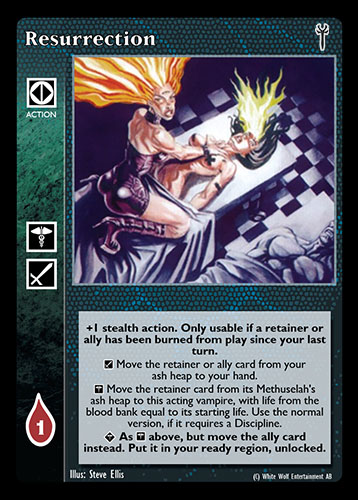 Resurrection
ACTION
+1 stealth action. Only usable if a retainer or
ally has been burned from play since your last
turn.
Move the retainer or ally card from your
ash heap to your hand.
Move the retainer card from its Methuselah's
ash heap to this acting vampire, with life from the
blood bank equal to its starting life. Use the normal
version, if it requires a Discipline.
As above, but move the ally card
instead. Put it in your ready region, unlocked.
1
Illus: Steve Ellis
(C) White Wolf Entertainment AB